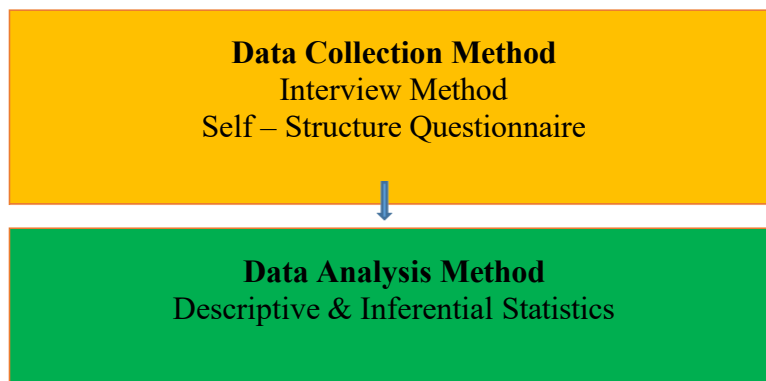 Data Collection Method
Interview Method
Self – Structure Questionnaire
Data Analysis Method
Descriptive & Inferential Statistics